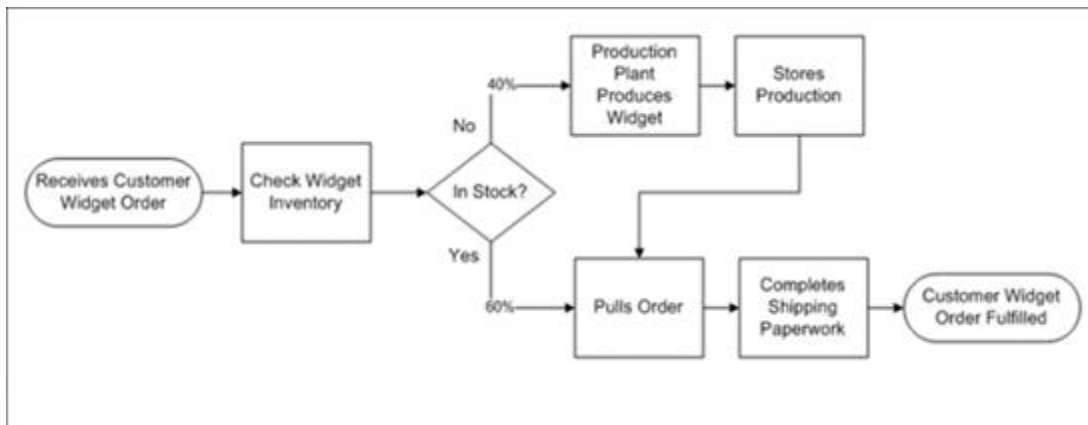 Receives Customer
Widget Order
Check Widget
Inventory
In Stock?
No
40%
Production
Plant
Produces
Widget
Stores
Production
Yes
60%
Pulls Order
Completes
Shipping
Paperwork
Customer Widget
Order Fulfilled